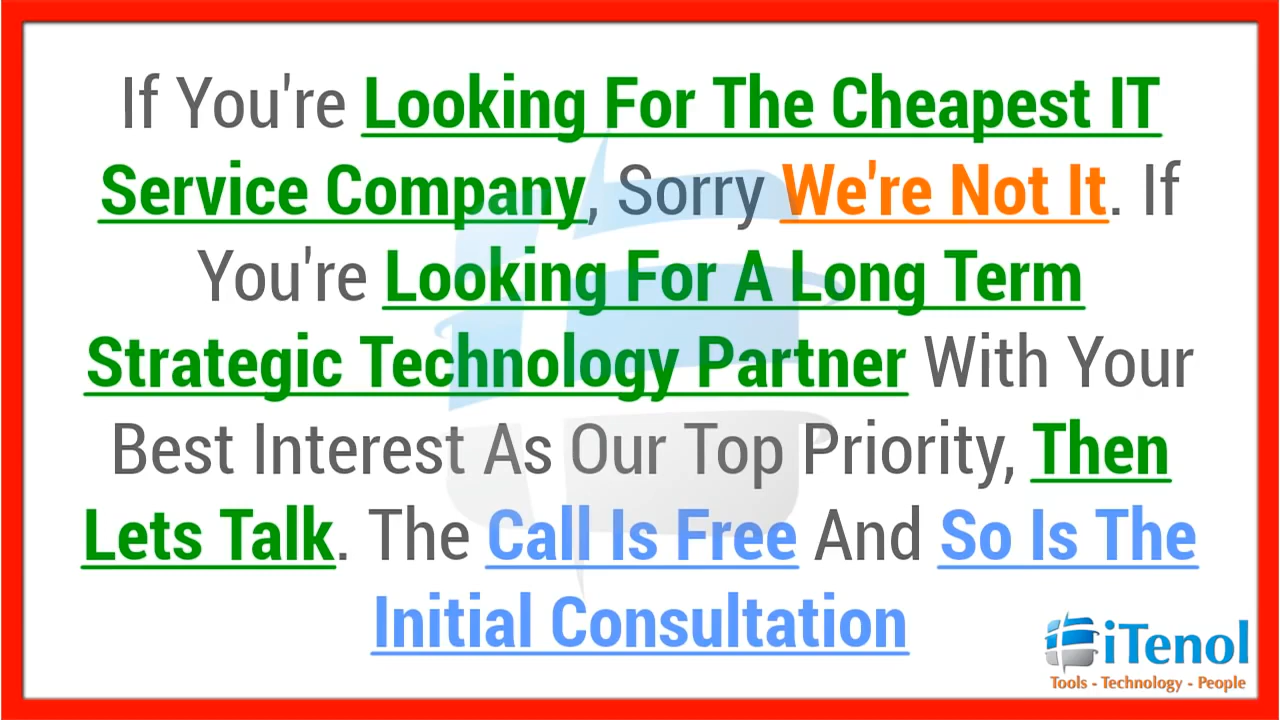 If You're Looking For The Cheapest IT
Service Company, Sorry We're Not It. If
You're Looking For A Long Term
Strategic Technology Partner With Your
Best Interest As Our Top Priority, Then
Lets Talk. The Call Is Free And So Is The
Initial Consultation
iTenol
Tools - Technology - People